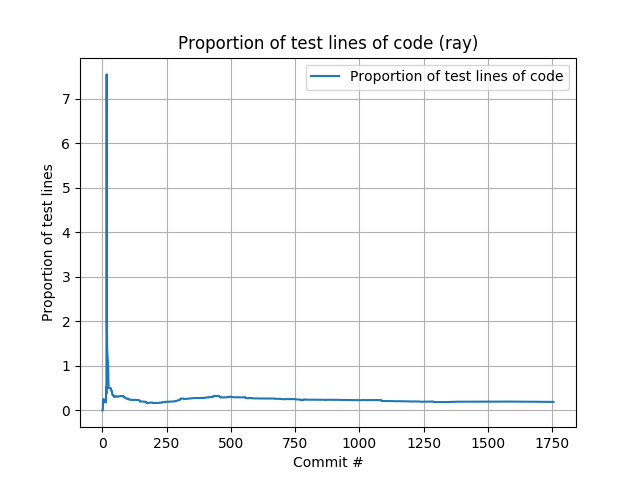 Proportion of test lines of code (ray)
Proportion of test lines of code
7
6
5
4
3
2
1
0
Proportion of test lines
0 250 500 750 1000 1250 1500 1750
Commit #